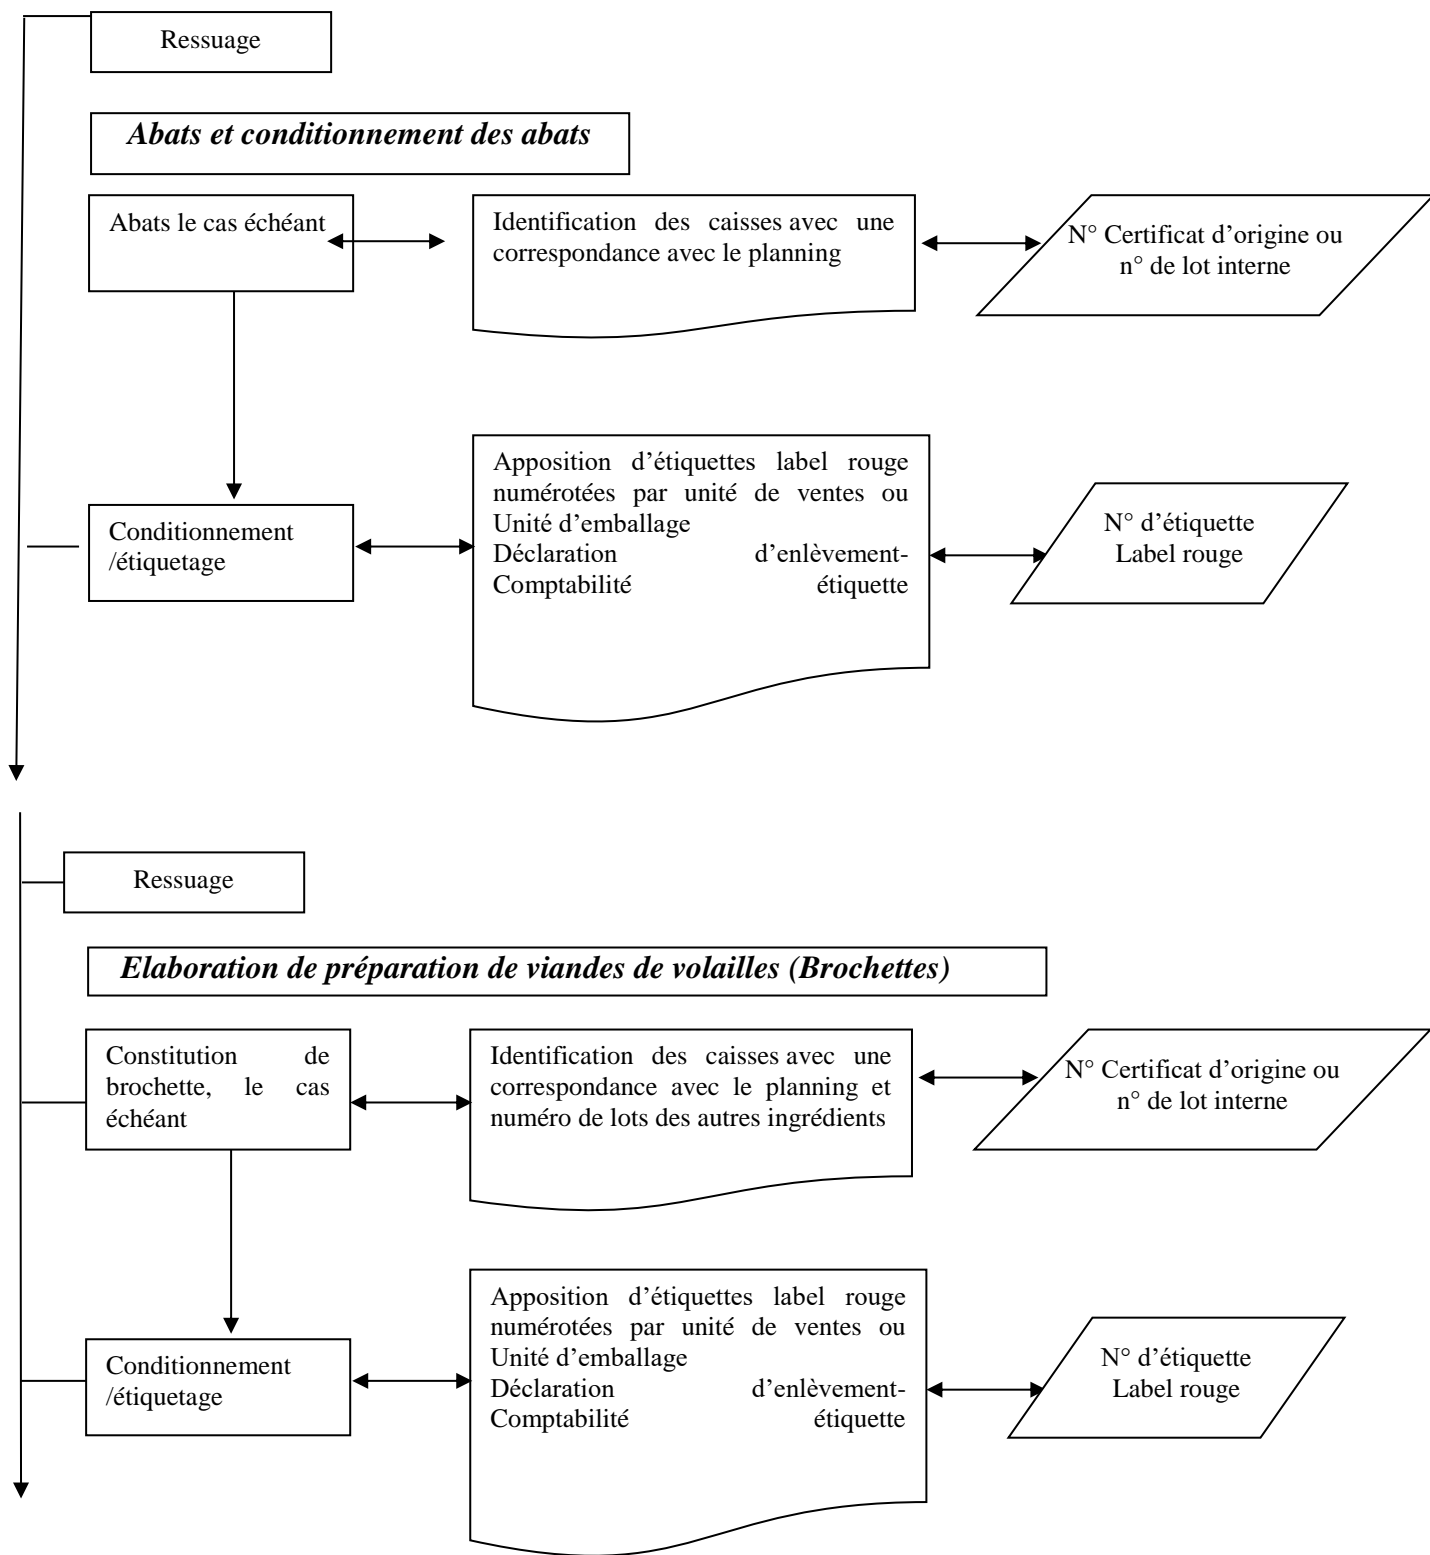 Ressuage
Abats et conditionnement des abats
Abats le cas échéant
Identification des caisses avec une
correspondance avec le planning
N° Certificat d'origine ou
n° de lot interne
Conditionnement
/étiquetage
Apposition d'étiquettes label rouge
numérotées par unité de ventes ou
Unité d'emballage
Déclaration d'enlèvement-
Comptabilité étiquette
N° d'étiquette
Label rouge
Ressuage
Elaboration de préparation de viandes de volailles (Brochettes)
Constitution de
brochette, le cas
échéant
Identification des caisses avec une
correspondance avec le planning et
numéro de lots des autres ingrédients
N° Certificat d'origine ou
n° de lot interne
Conditionnement
/étiquetage
Apposition d'étiquettes label rouge
numérotées par unité de ventes ou
Unité d'emballage
Déclaration d'enlèvement-
Comptabilité étiquette
N° d'étiquette
Label rouge